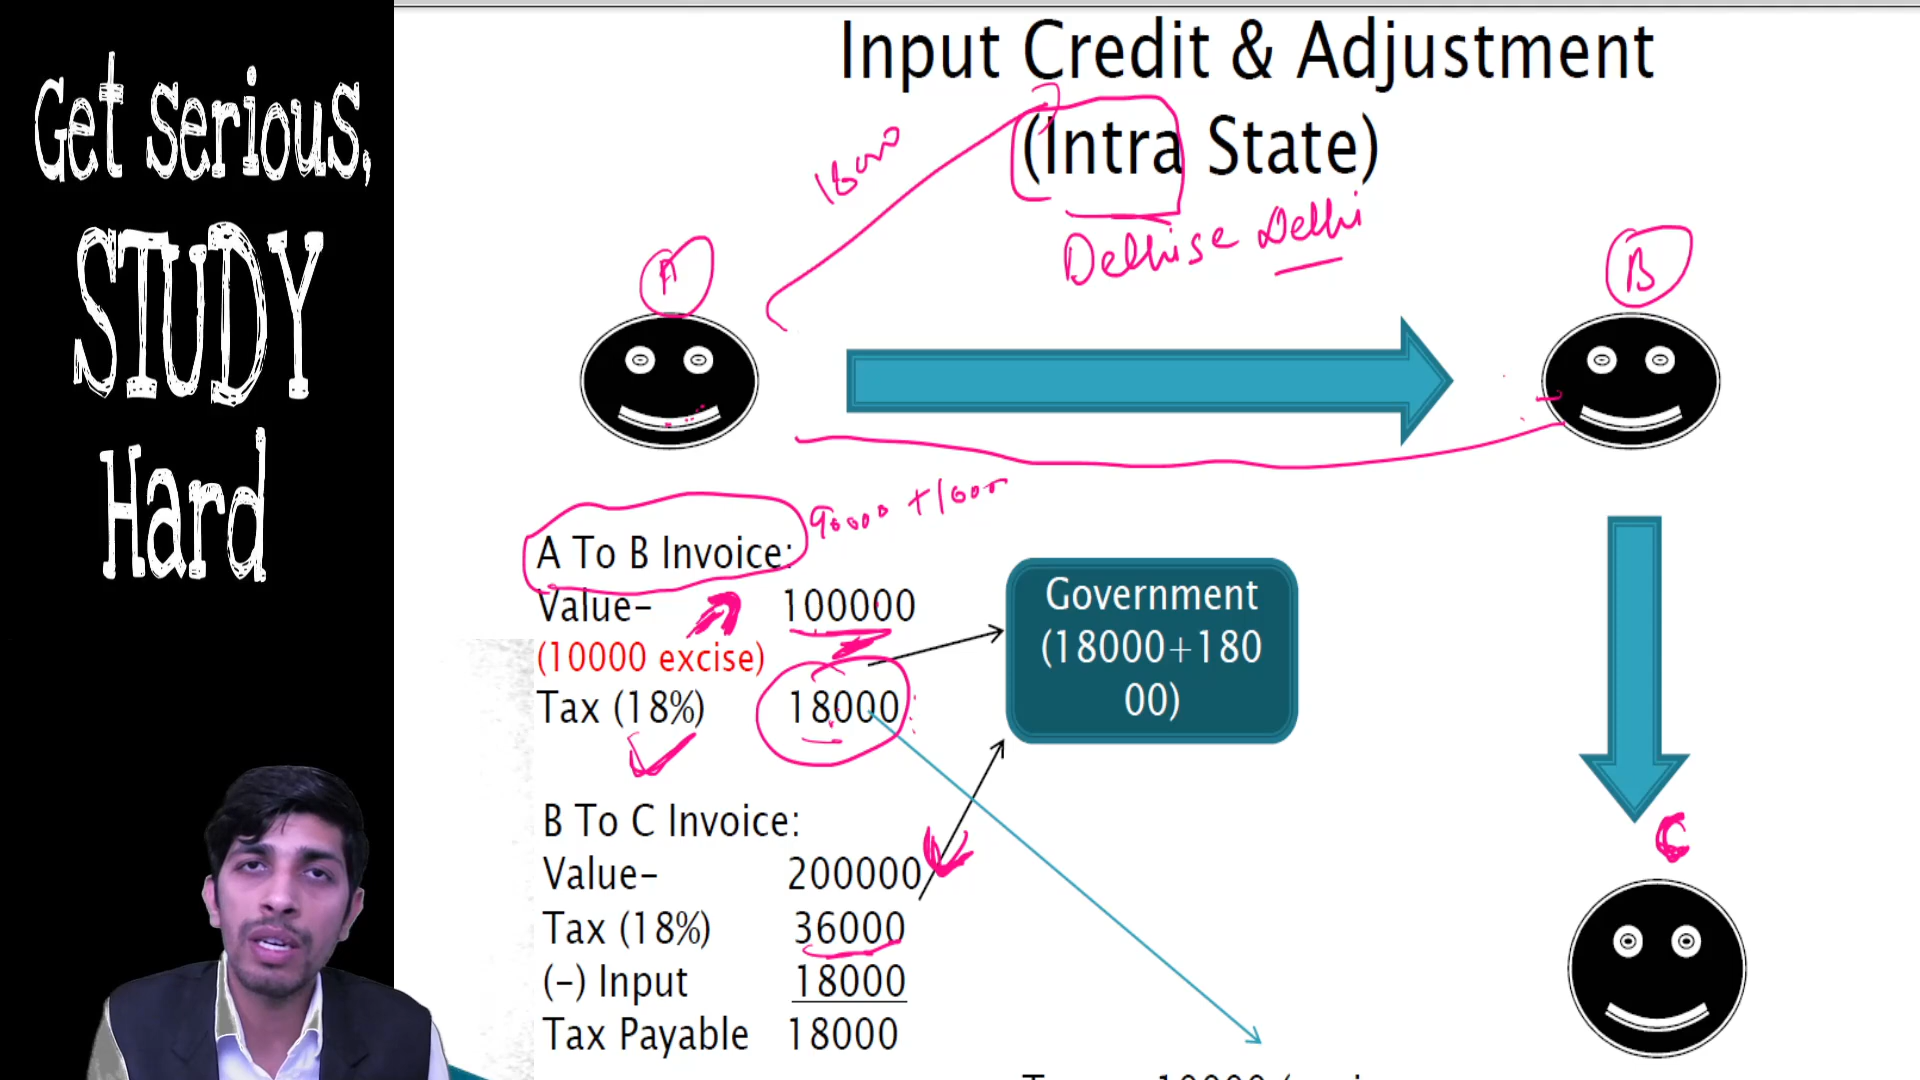 Get serious,
STUDY
Hard
Input Credit & Adjustment
(Intra State)
18000
Delhi se Delhi
A
B
90000 + 10000
A To B Invoice:
Value- 100000
(10000 excise)
Tax (18%) 18000
Government
(18000+180
00)
B To C Invoice:
Value- 200000
Tax (18%) 36000
(-) Input 18000
Tax Payable 18000
C